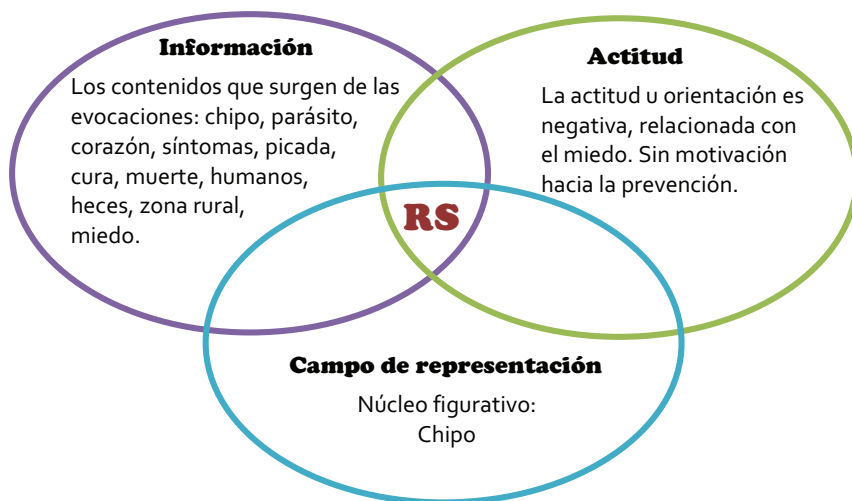 Información
Los contenidos que surgen de las
evocaciones: chipo, parásito,
corazón, síntomas, picada,
cura, muerte, humanos,
heces, zona rural,
miedo.
Actitud
La actitud u orientación es
negativa, relacionada con
el miedo. Sin motivación
hacia la prevención.
RS
Campo de representación
Núcleo figurativo:
Chipo